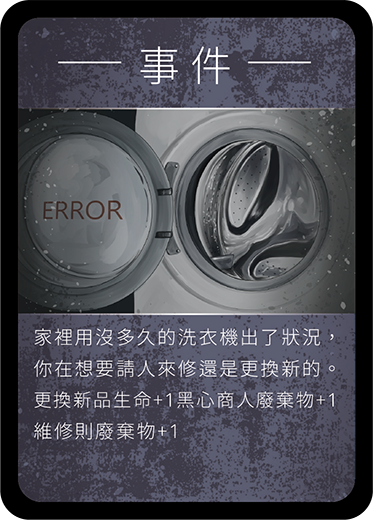 事件
ERROR
家裡用沒多久的洗衣機出了狀況，
你在想要請人來修還是更換新的。
更換新品生命+1黑心商人廢棄物+1
維修則廢棄物+1